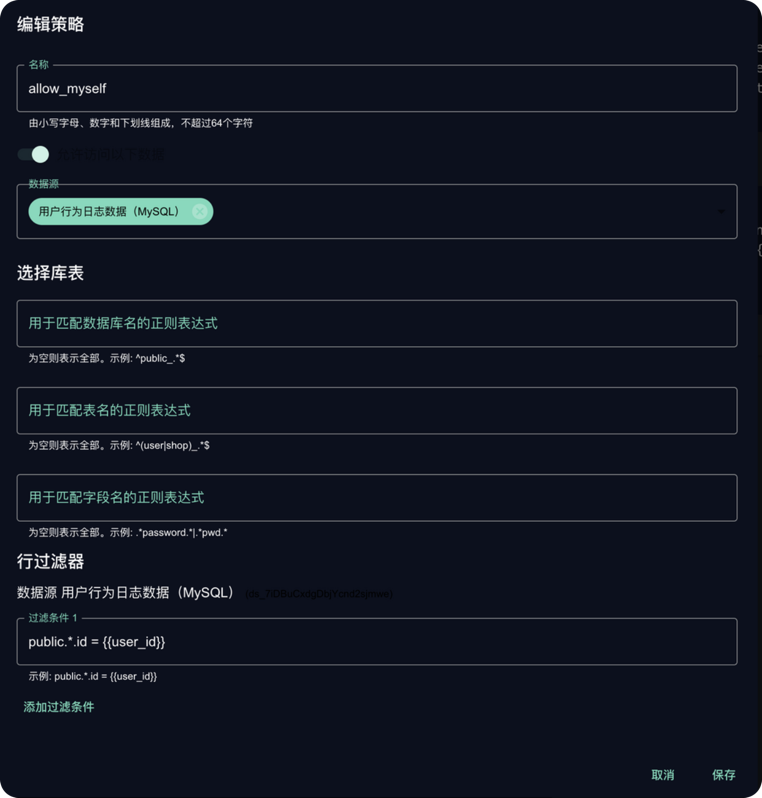 编辑策略
名称
allow_myself
由小写字母、数字和下划线组成，不超过64个字符
数据源
用户行为日志数据（MySQL）
选择库表
用于匹配数据库名的正则表达式
为空则表示全部。示例: ^public_.*$
用于匹配表名的正则表达式
为空则表示全部。示例: ^(user|shop)_.*$
用于匹配字段名的正则表达式
为空则表示全部。示例: .*password.*|.*pwd.*
行过滤器
数据源 用户行为日志数据（MySQL）
过滤条件 1
public.*.id = {{user_id}}
示例: public.*.id = {{user_id}}
添加过滤条件
取消 保存